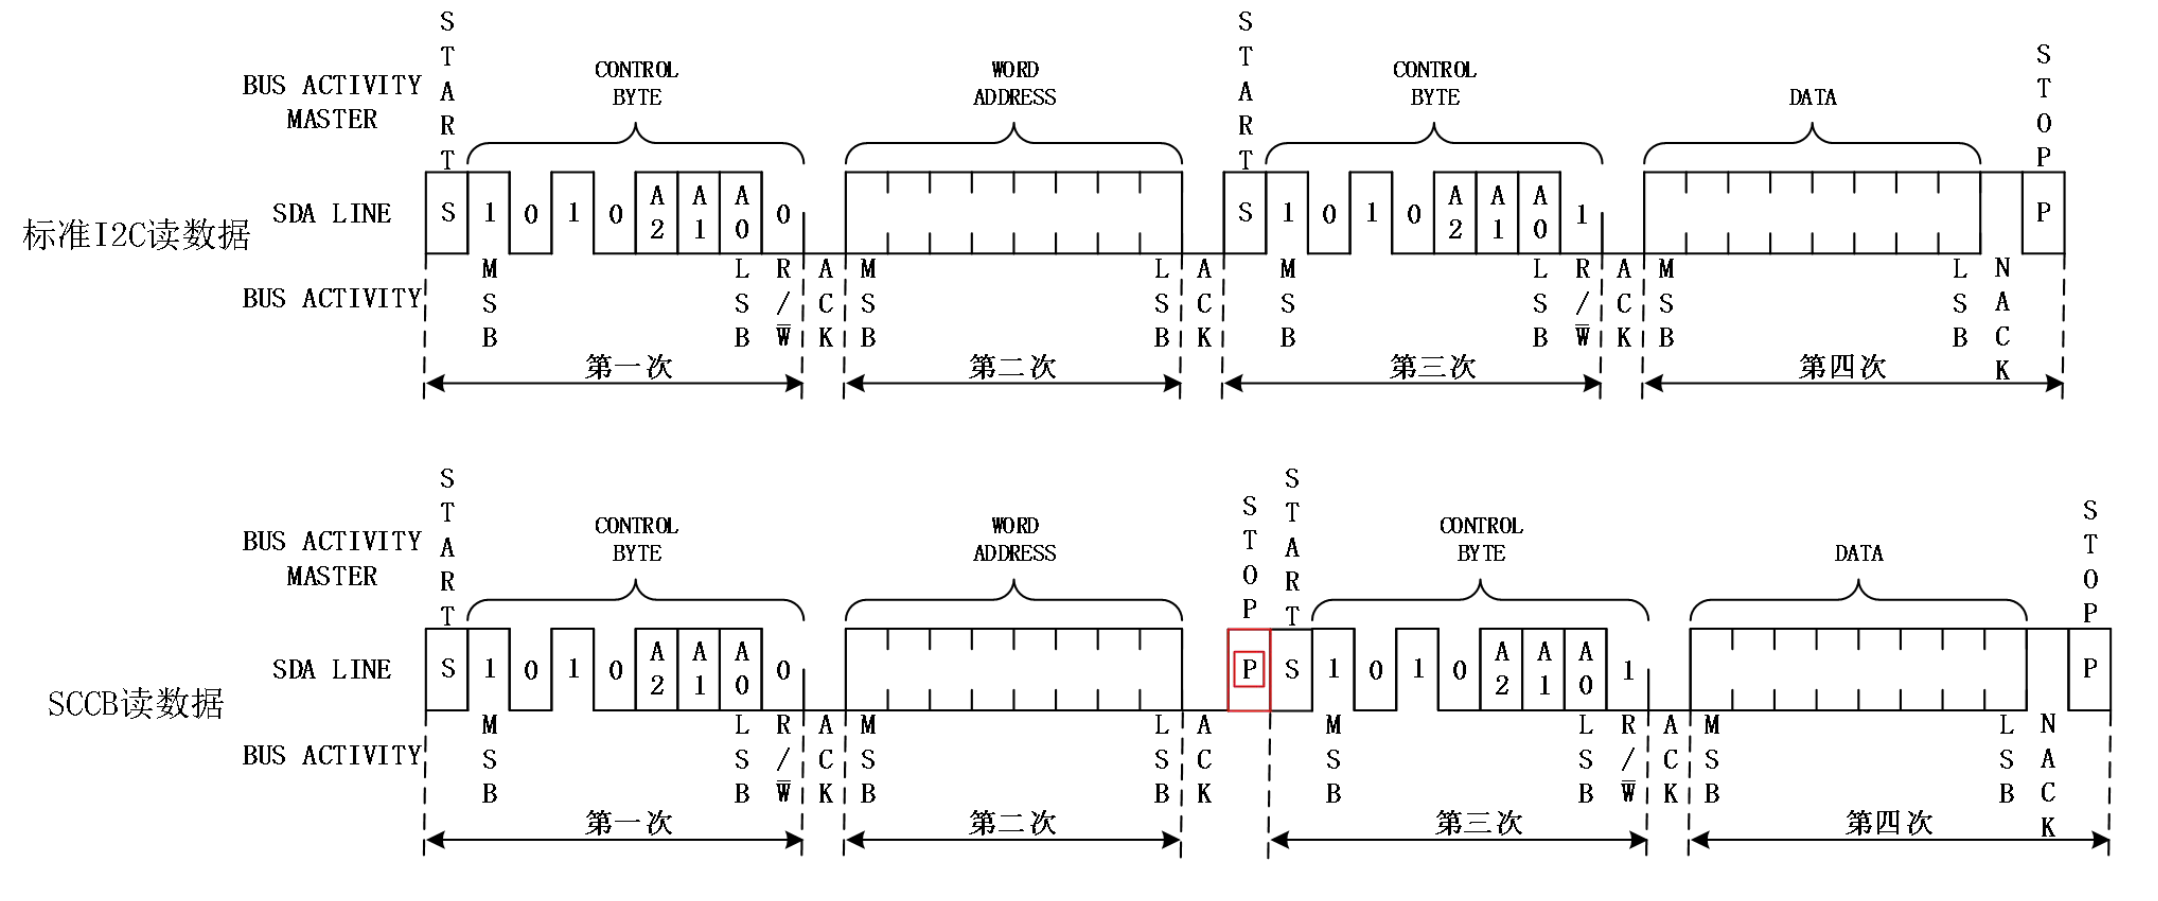 START
START
STOP
BUS ACTIVITY MASTER
CONTROL BYTE
WORD ADDRESS
CONTROL BYTE
DATA
标准I2C读数据
SDA LINE
S 1 0 1 0 A2 A1 A0 0
S 1 0 1 0 A2 A1 A0 1
P
BUS ACTIVITY
MSB LSB R/W̅ ACK MSB LSB ACK MSB LSB R/W̅ ACK MSB LSB NACK
第一次 第二次 第三次 第四次
START
STOP
START
STOP
BUS ACTIVITY MASTER
CONTROL BYTE
WORD ADDRESS
CONTROL BYTE
DATA
SCCB读数据
SDA LINE
S 1 0 1 0 A2 A1 A0 0
P S 1 0 1 0 A2 A1 A0 1
P
BUS ACTIVITY
MSB LSB R/W̅ ACK MSB LSB ACK MSB LSB R/W̅ ACK MSB LSB NACK
第一次 第二次 第三次 第四次